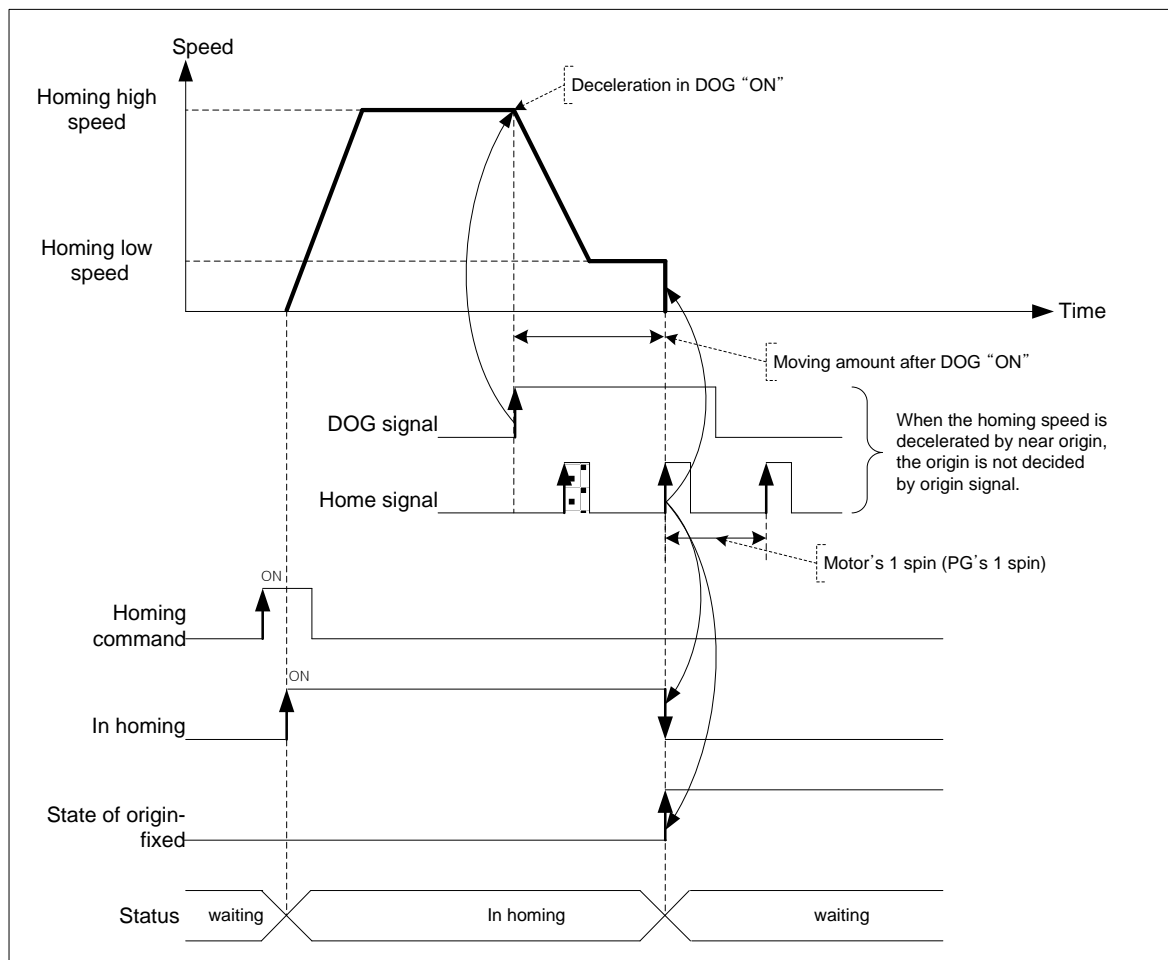 Speed
Homing high
speed
Deceleration in DOG “ON”
Homing low
speed
Time
Moving amount after DOG “ON”
DOG signal
Home signal
When the homing speed is
decelerated by near origin,
the origin is not decided
by origin signal.
Motor’s 1 spin (PG’s 1 spin)
ON
Homing
command
ON
In homing
State of origin-
fixed
Status
waiting
In homing
waiting